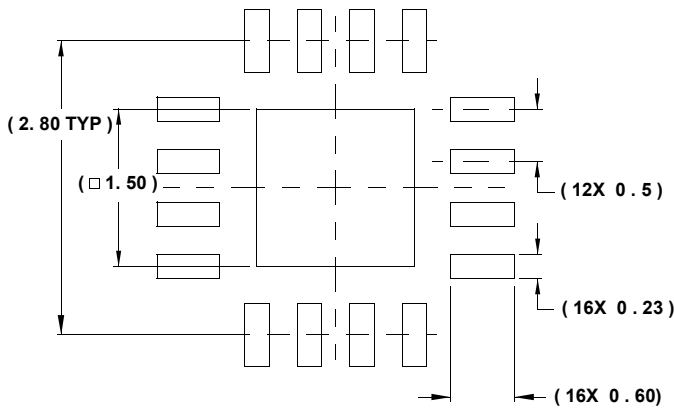 ( 2. 80 TYP )
( □ 1. 50 )
( 12X 0 . 5 )
( 16X 0 . 23 )
( 16X 0 . 60)